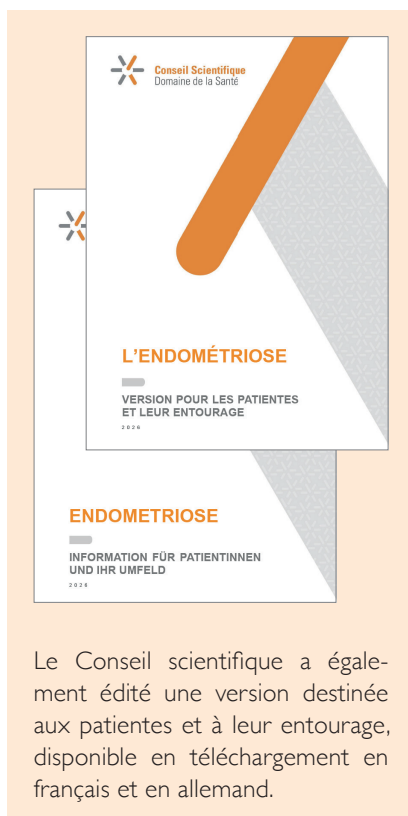 Conseil Scientifique
Domaine de la Santé
L'ENDOMÉTRIOSE
VERSION POUR LES PATIENTES
ET LEUR ENTOURAGE
2026
ENDOMETRIOSE
INFORMATION FÜR PATIENTINNEN
UND IHR UMFELD
2026
Le Conseil scientifique a égale-
ment édité une version destinée
aux patientes et à leur entourage,
disponible en téléchargement en
français et en allemand.